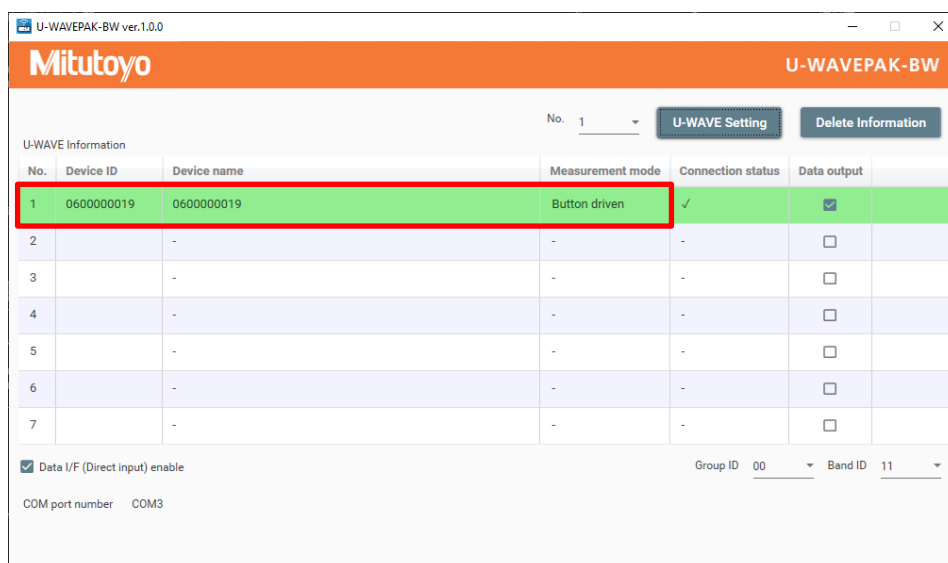 U-WAVEPAK-BW ver.1.0.0
Mitutoyo U-WAVEPAK-BW
No. 1 U-WAVE Setting Delete Information
U-WAVE Information
No. Device ID Device name Measurement mode Connection status Data output
1 0600000019 0600000019 Button driven ✓
2 - - -
3 - - -
4 - - -
5 - - -
6 - - -
7 - - -
Data I/F (Direct input) enable Group ID 00 Band ID 11
COM port number COM3